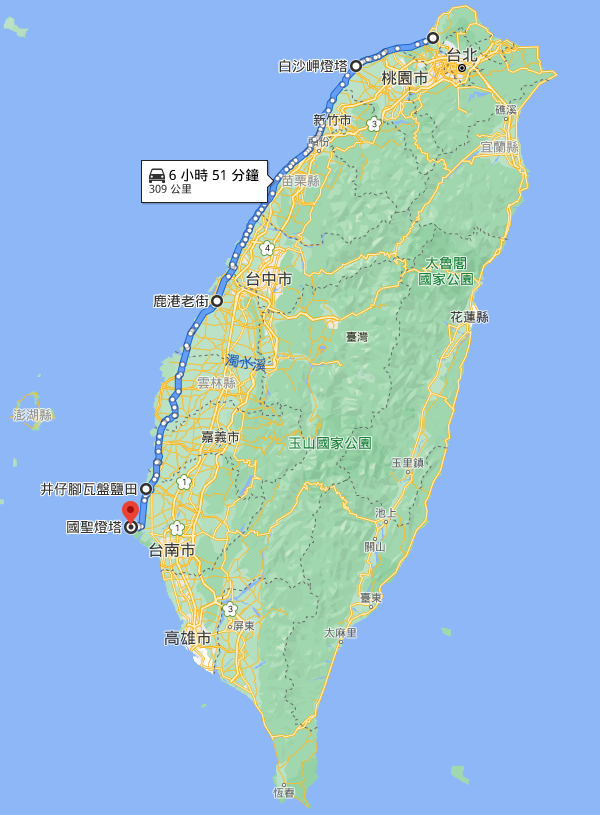 台北
白沙岬燈塔
桃園市
礁溪
新竹市
3
頭份
宜蘭縣
6 小時 51 分鐘
309 公里
苗栗縣
4
太魯閣
國家公園
台中市
鹿港老街
花蓮縣
臺灣
濁水溪
雲林縣
澎湖縣
嘉義市
玉山國家公園
玉里鎮
1
井仔腳瓦盤鹽田
池上
國聖燈塔
1
台南市
關山
臺東
3
屏東
太麻里
高雄市
恆春